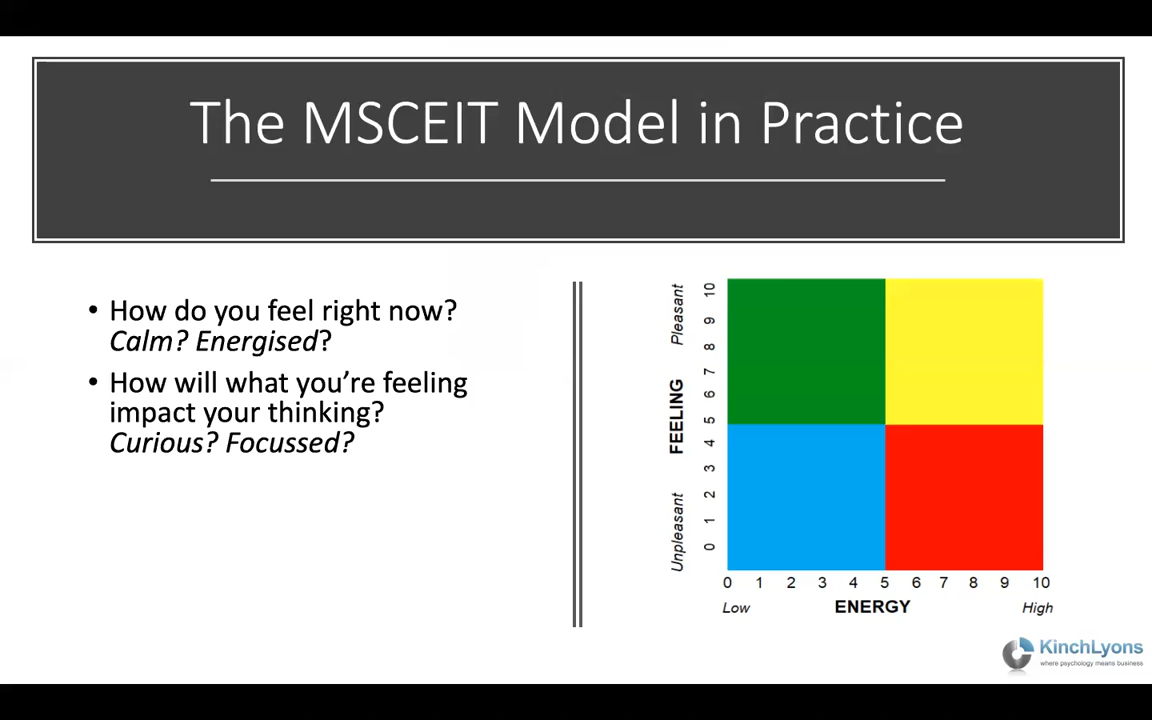 The MSCEIT Model in Practice
• How do you feel right now?
Calm? Energised?
• How will what you’re feeling
impact your thinking?
Curious? Focussed?
Pleasant
FEELING
Unpleasant
10
9
8
7
6
5
4
3
2
1
0
0 1 2 3 4 5 6 7 8 9 10
Low ENERGY High
KinchLyons
where psychology means business